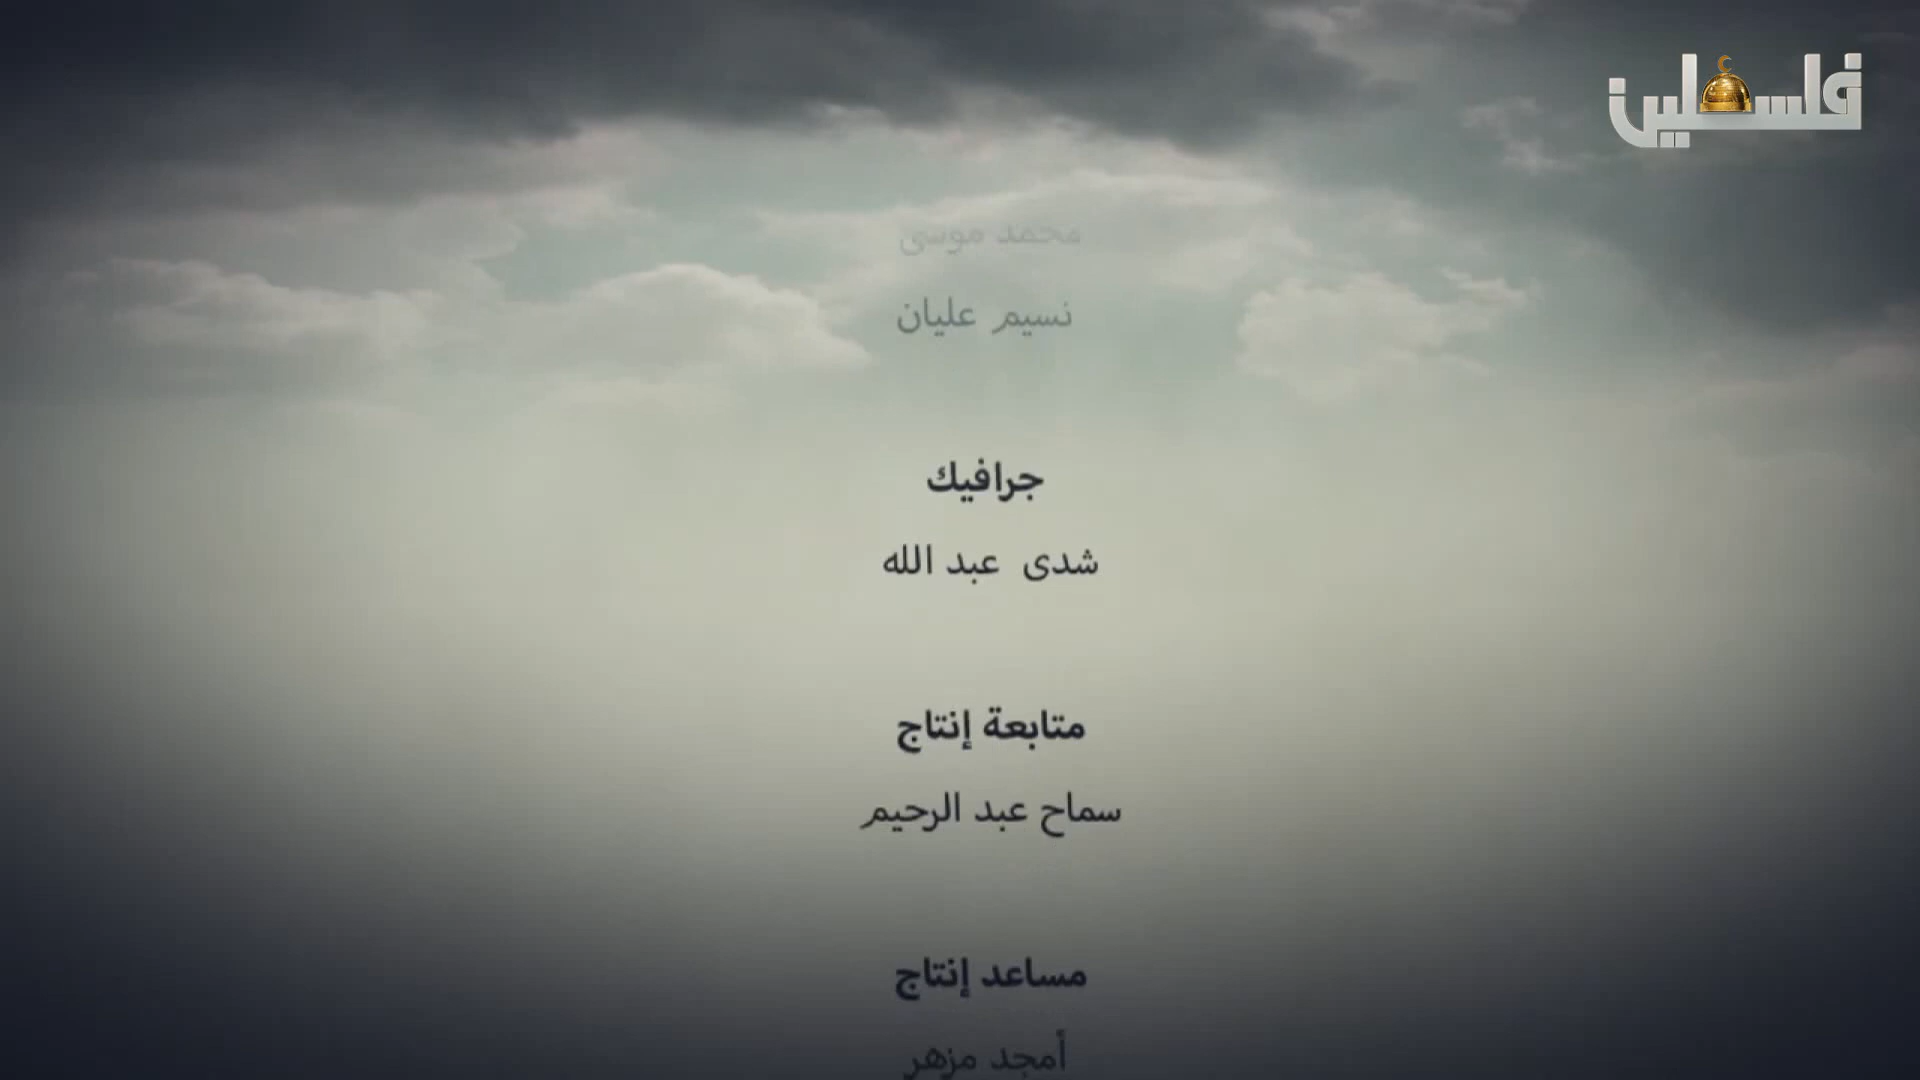 فلسطين
محمد موسى
نسيم عليان
جرافيك
شدى عبد الله
متابعة إنتاج
سماح عبد الرحيم
مساعد إنتاج
أمجد مزهر